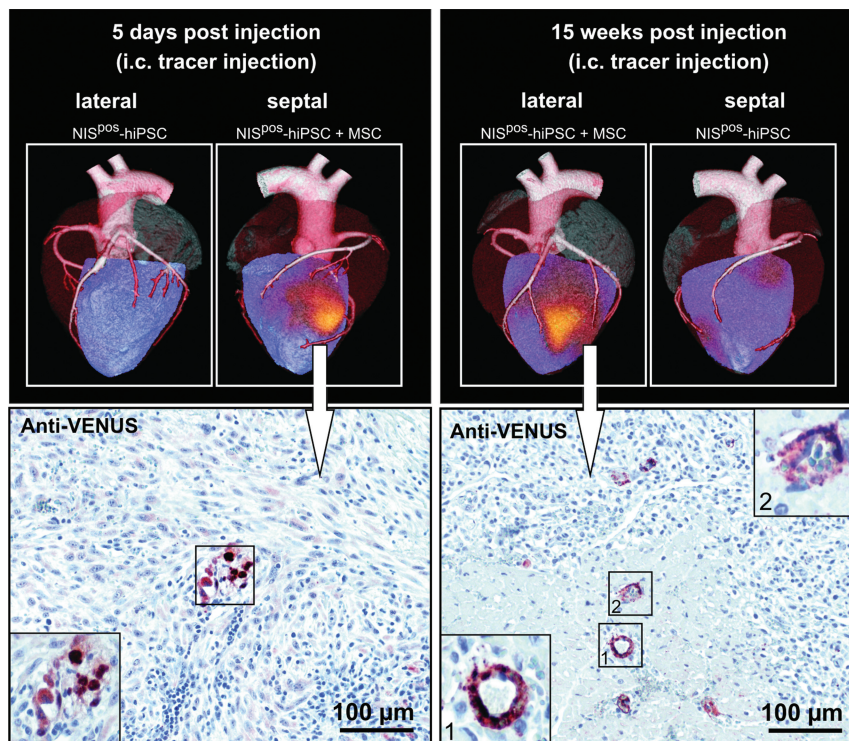 5 days post injection
(i.c. tracer injection)
lateral
septal
NISpos-hiPSC
NISpos-hiPSC + MSC
Anti-VENUS
100 µm
15 weeks post injection
(i.c. tracer injection)
lateral
septal
NISpos-hiPSC + MSC
NISpos-hiPSC
Anti-VENUS
2
2
1
1
100 µm